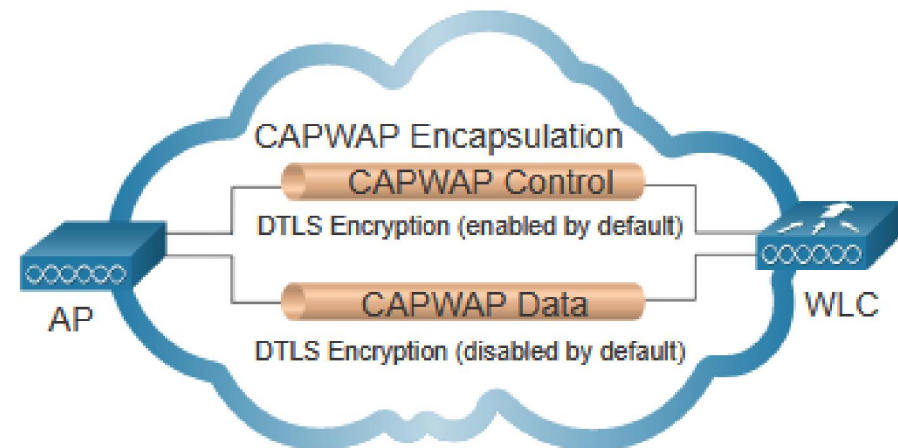 CAPWAP Encapsulation
CAPWAP Control
DTLS Encryption (enabled by default)
AP
CAPWAP Data
WLC
DTLS Encryption (disabled by default)